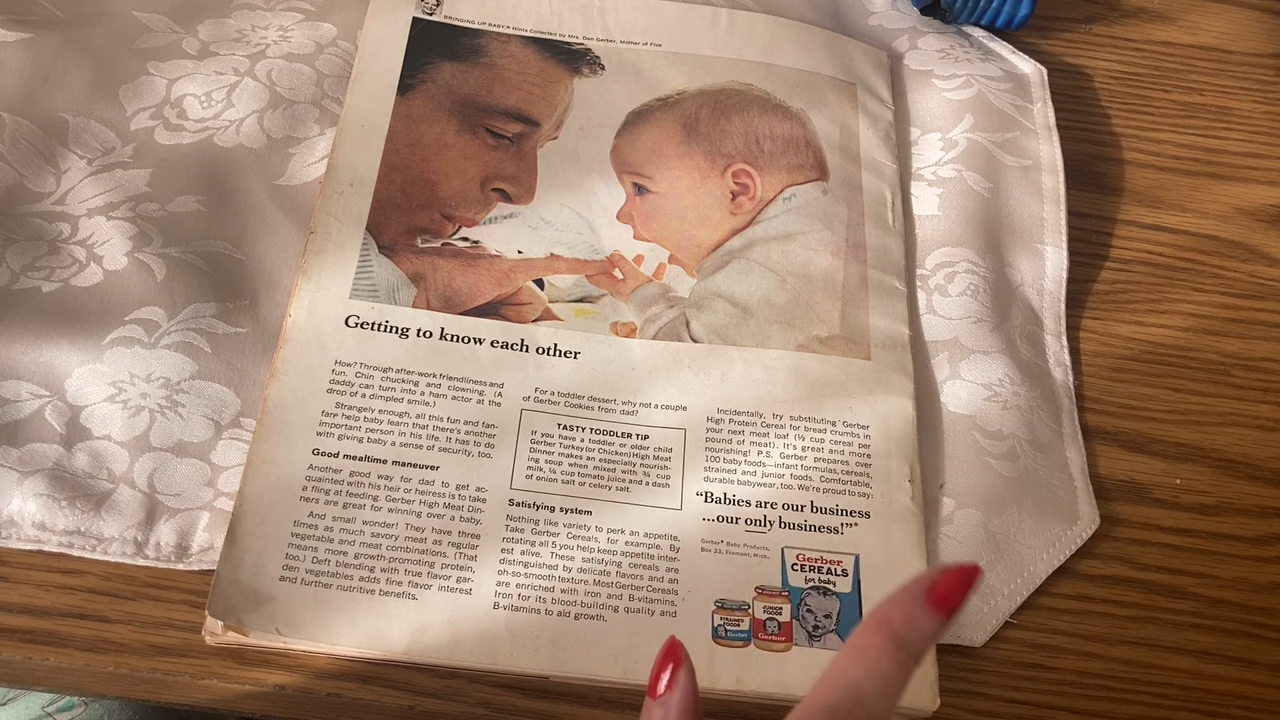 BRINGING UP BABY.® Hints Collected by Mrs. Dan Gerber, Mother of Five
Getting to know each other
How? Through after-work friendliness and
fun. Chin chucking and clowning. (A
daddy can turn into a ham actor at the
drop of a dimpled smile.)
Strangely enough, all this fun and fan-
fare help baby learn that there's another
important person in his life. It has to do
with giving baby a sense of security, too.
Good mealtime maneuver
Another good way for dad to get ac-
quainted with his heir or heiress is to take
a fling at feeding. Gerber High Meat Din-
ners are great for winning over a baby.
And small wonder! They have three
times as much savory meat as regular
vegetable and meat combinations. (That
means more growth-promoting protein,
too.) Deft blending with true flavor gar-
den vegetables adds fine flavor interest
and further nutritive benefits.
For a toddler dessert, why not a couple
of Gerber Cookies from dad?
TASTY TODDLER TIP
If you have a toddler or older child
Gerber Turkey (or Chicken) High Meat
Dinner makes an especially nourish-
ing soup when mixed with ¾ cup
milk, ¼ cup tomato juice and a dash
of onion salt or celery salt.
Satisfying system
Nothing like variety to perk an appetite.
Take Gerber Cereals, for example. By
rotating all 5 you help keep appetite inter-
est alive. These satisfying cereals are
distinguished by delicate flavors and an
oh-so-smooth texture. Most Gerber Cereals
are enriched with iron and B-vitamins.
Iron for its blood-building quality and
B-vitamins to aid growth.
Incidentally, try substituting Gerber
High Protein Cereal for bread crumbs in
your next meat loaf (½ cup cereal per
pound of meat). It's great and more
nourishing! P.S. Gerber prepares over
100 baby foods—infant formulas, cereals,
strained and junior foods. Comfortable,
durable babywear, too. We're proud to say:
"Babies are our business
...our only business!"®
Gerber® Baby Products,
Box 33, Fremont, Mich.
Gerber
CEREALS
for baby
STRAINED
FOODS
Gerber
JUNIOR
FOODS
Gerber